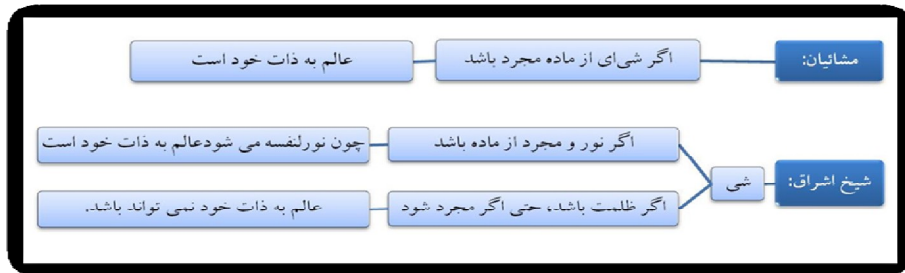 مشائیان:
اگر شی‌ای از ماده مجرد باشد
عالم به ذات خود است
شیخ اشراق:
شی
اگر نور و مجرد از ماده باشد
چون نورلنفسه می شودعالم به ذات خود است
اگر ظلمت باشد، حتی اگر مجرد شود
عالم به ذات خود نمی تواند باشد.